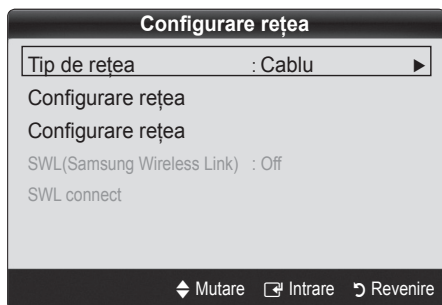 Configurare rețea
Tip de rețea : Cablu ►
Configurare rețea
Configurare rețea
SWL(Samsung Wireless Link) : Off
SWL connect
Mutare Intrare Revenire